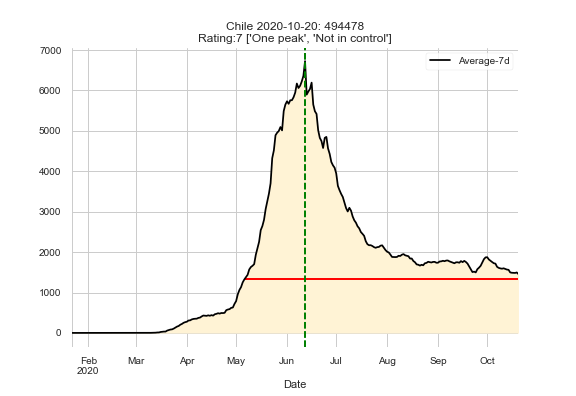 Chile 2020-10-20: 494478
Rating:7 ['One peak', 'Not in control']
Average-7d
7000
6000
5000
4000
3000
2000
1000
0
Feb Mar Apr May Jun Jul Aug Sep Oct
2020
Date